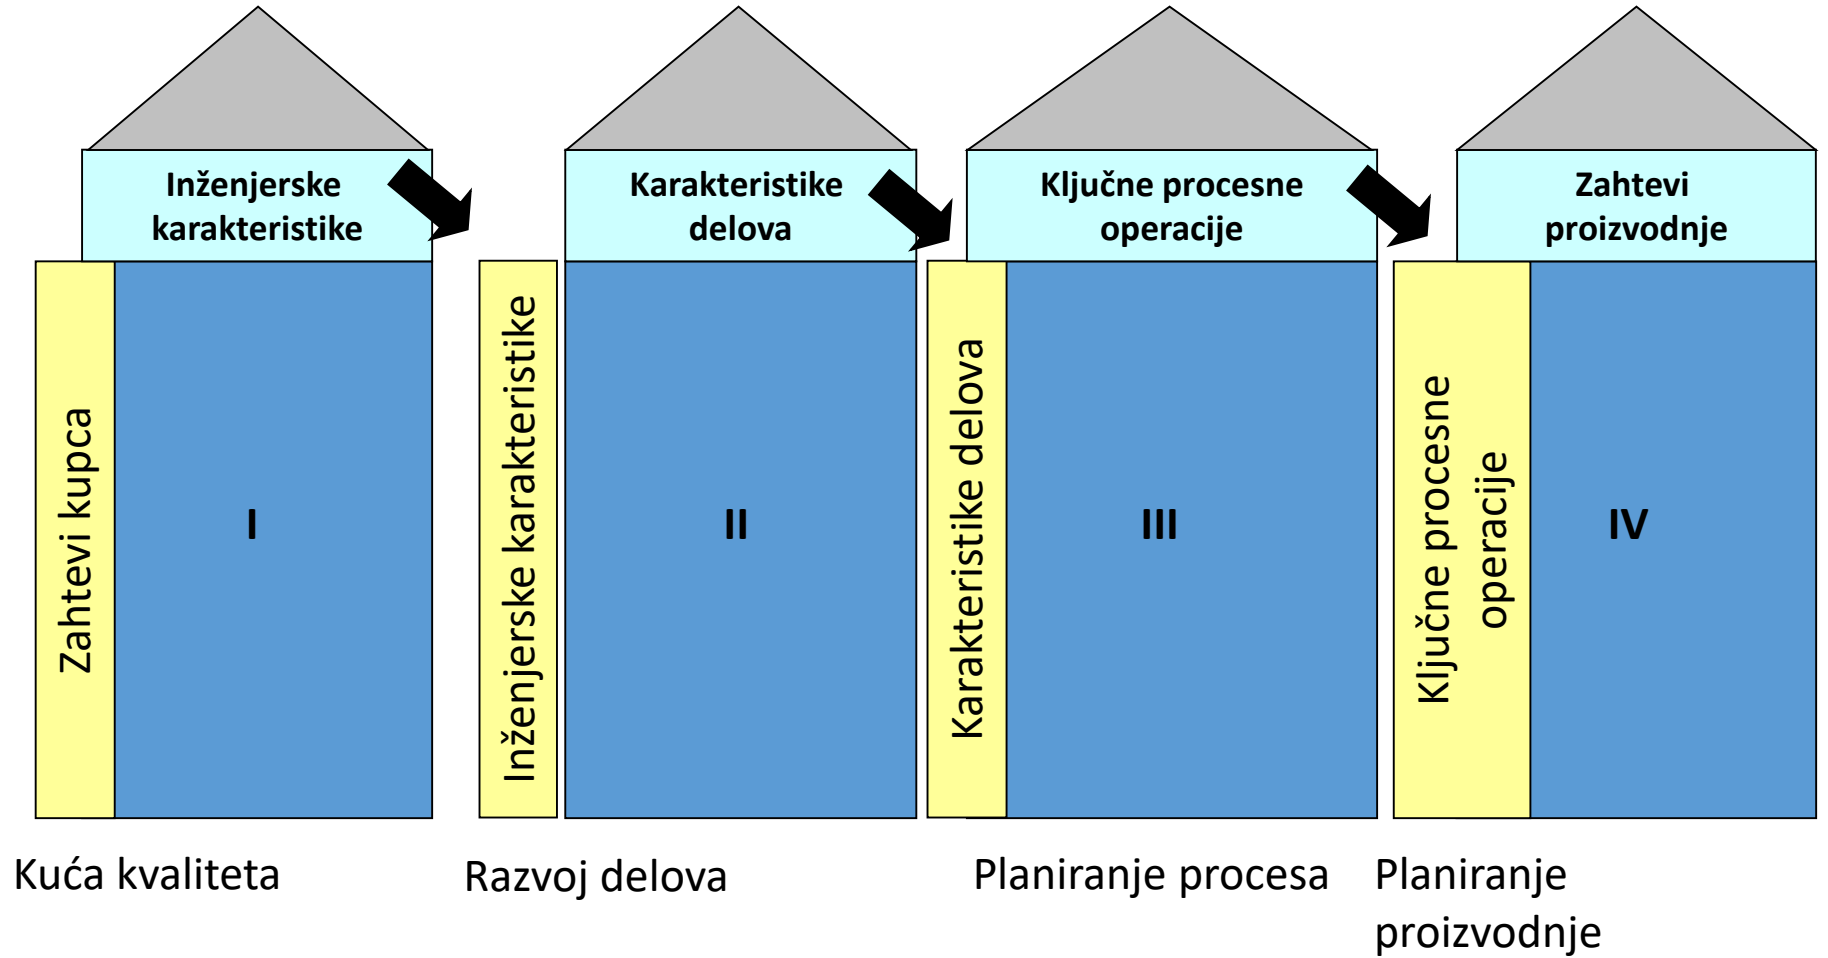 Inženjerske
karakteristike
Karakteristike
delova
Ključne procesne
operacije
Zahtevi
proizvodnje
Zahtevi kupca
I
Inženjerske karakteristike
II
Karakteristike delova
III
Ključne procesne
operacije
IV
Kuća kvaliteta
Razvoj delova
Planiranje procesa
Planiranje
proizvodnje